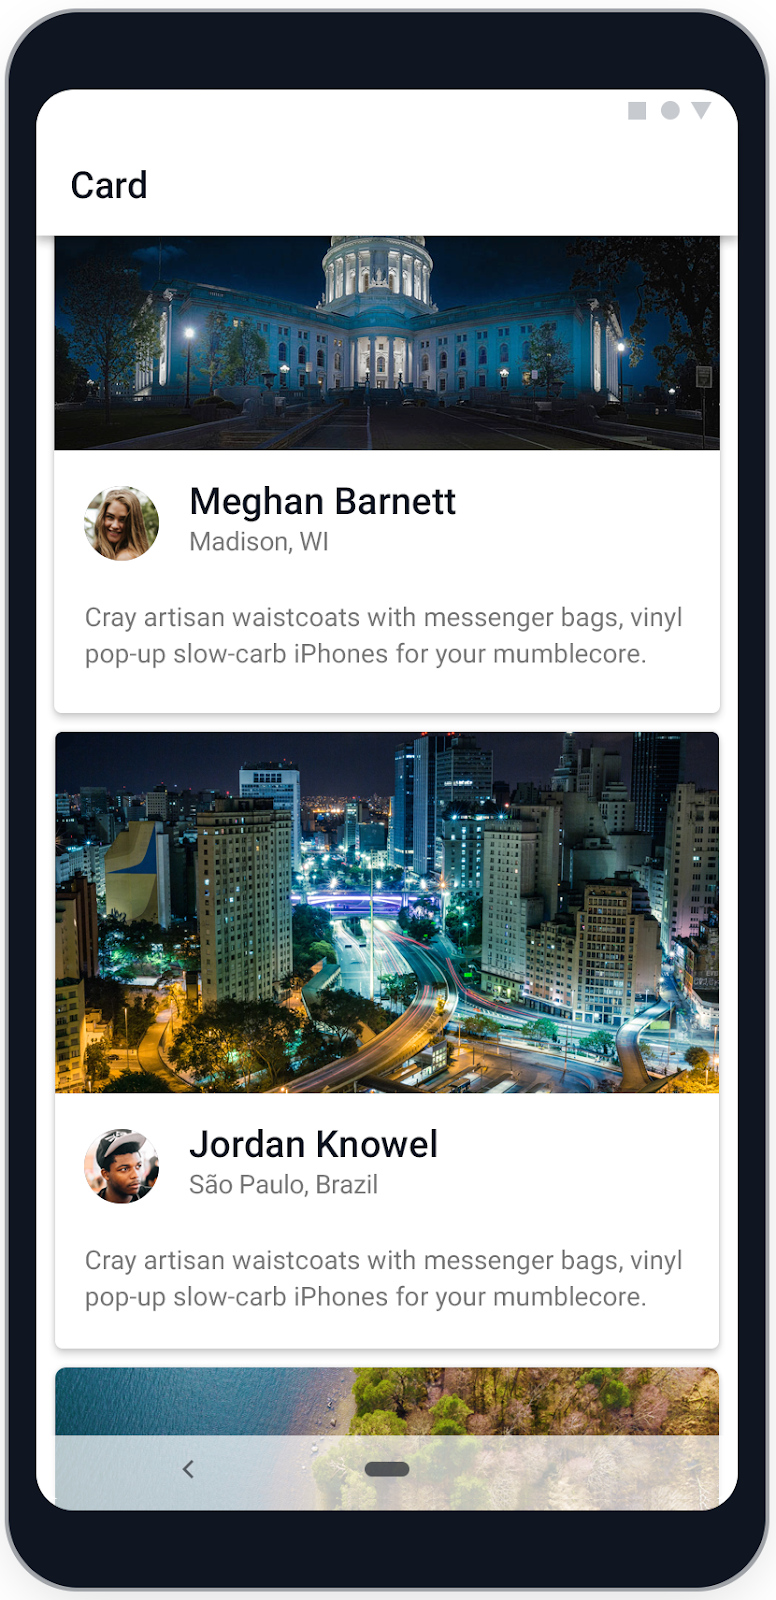 Card
Meghan Barnett
Madison, WI
Cray artisan waistcoats with messenger bags, vinyl
pop-up slow-carb iPhones for your mumblecore.
Jordan Knowel
São Paulo, Brazil
Cray artisan waistcoats with messenger bags, vinyl
pop-up slow-carb iPhones for your mumblecore.